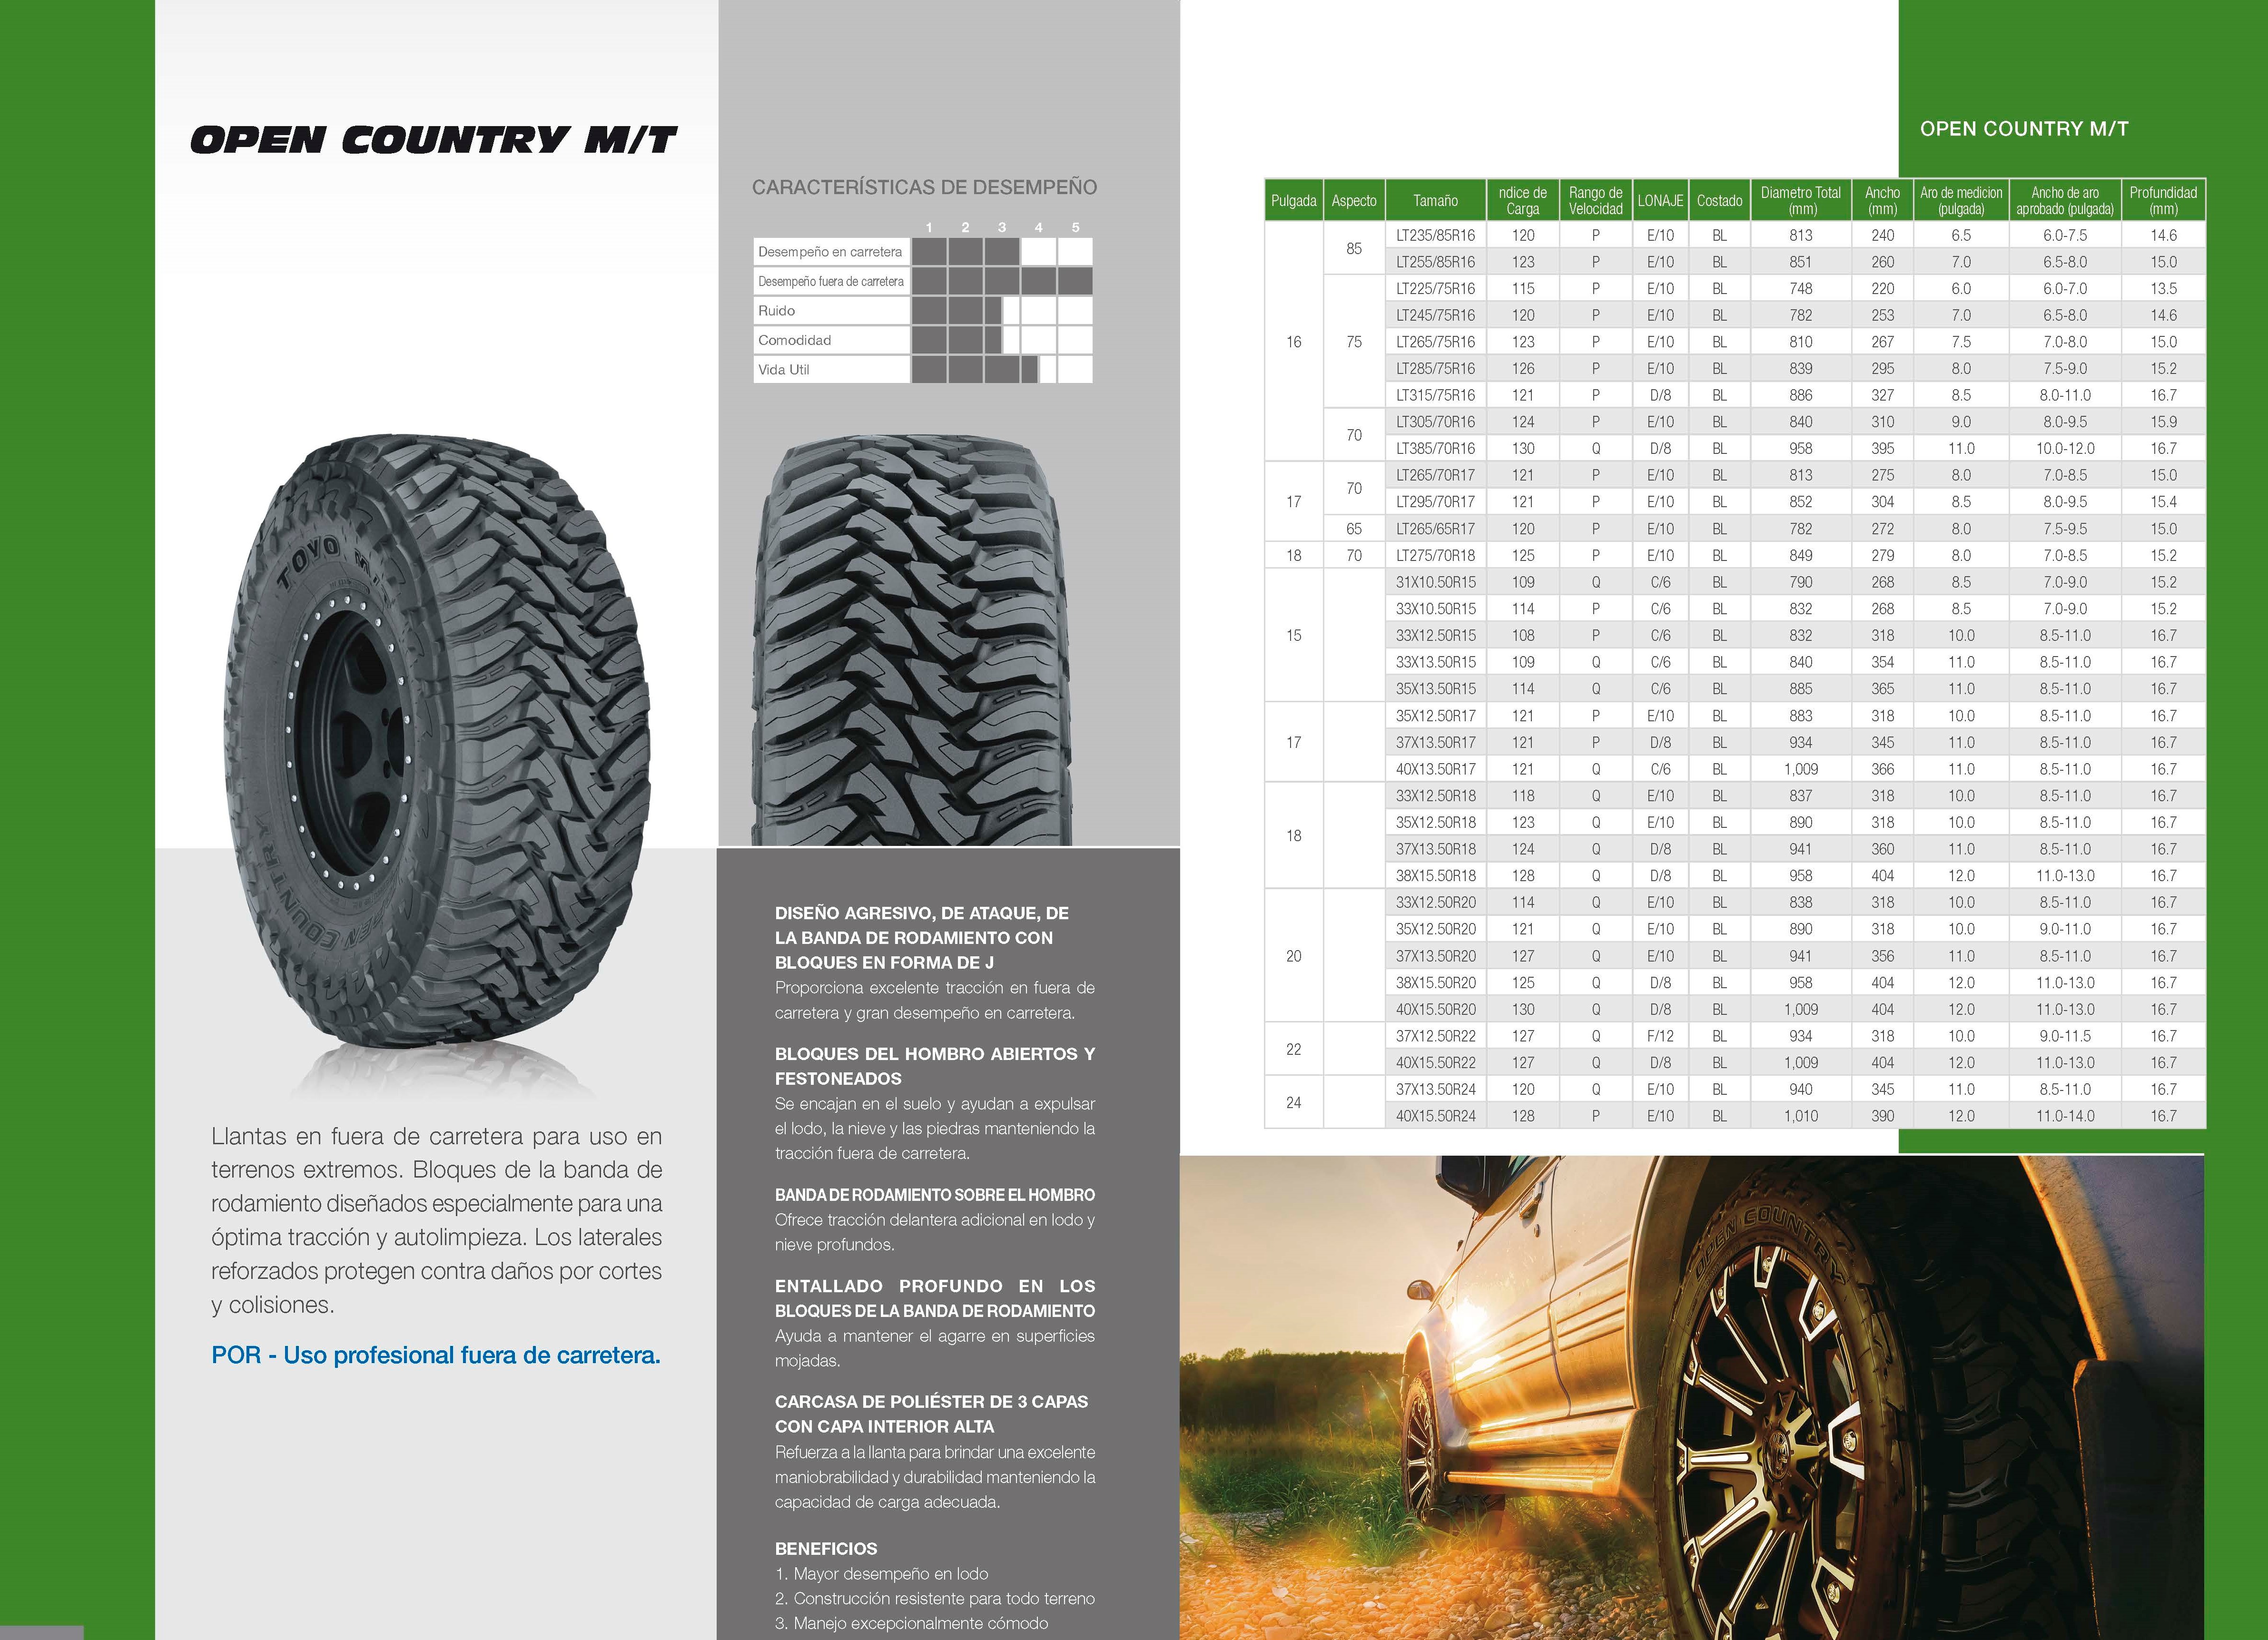 OPEN COUNTRY M/T
TOYO
M/T
OPEN COUNTRY
Llantas en fuera de carretera para uso en
terrenos extremos. Bloques de la banda de
rodamiento diseñados especialmente para una
óptima tracción y autolimpieza. Los laterales
reforzados protegen contra daños por cortes
y colisiones.
POR - Uso profesional fuera de carretera.
CARACTERÍSTICAS DE DESEMPEÑO
1 2 3 4 5
Desempeño en carretera
Desempeño fuera de carretera
Ruido
Comodidad
Vida Util
DISEÑO AGRESIVO, DE ATAQUE, DE
LA BANDA DE RODAMIENTO CON
BLOQUES EN FORMA DE J
Proporciona excelente tracción en fuera de
carretera y gran desempeño en carretera.
BLOQUES DEL HOMBRO ABIERTOS Y
FESTONEADOS
Se encajan en el suelo y ayudan a expulsar
el lodo, la nieve y las piedras manteniendo la
tracción fuera de carretera.
BANDA DE RODAMIENTO SOBRE EL HOMBRO
Ofrece tracción delantera adicional en lodo y
nieve profundos.
ENTALLADO PROFUNDO EN LOS
BLOQUES DE LA BANDA DE RODAMIENTO
Ayuda a mantener el agarre en superficies
mojadas.
CARCASA DE POLIÉSTER DE 3 CAPAS
CON CAPA INTERIOR ALTA
Refuerza a la llanta para brindar una excelente
maniobrabilidad y durabilidad manteniendo la
capacidad de carga adecuada.
BENEFICIOS
1. Mayor desempeño en lodo
2. Construcción resistente para todo terreno
3. Manejo excepcionalmente cómodo
OPEN COUNTRY M/T
Pulgada Aspecto Tamaño ndice de Carga Rango de Velocidad LONAJE Costado Diametro Total (mm) Ancho (mm) Aro de medicion (pulgada) Ancho de aro aprobado (pulgada) Profundidad (mm)
16 85 LT235/85R16 120 P E/10 BL 813 240 6.5 6.0-7.5 14.6
LT255/85R16 123 P E/10 BL 851 260 7.0 6.5-8.0 15.0
75 LT225/75R16 115 P E/10 BL 748 220 6.0 6.0-7.0 13.5
LT245/75R16 120 P E/10 BL 782 253 7.0 6.5-8.0 14.6
LT265/75R16 123 P E/10 BL 810 267 7.5 7.0-8.0 15.0
LT285/75R16 126 P E/10 BL 839 295 8.0 7.5-9.0 15.2
LT315/75R16 121 P D/8 BL 886 327 8.5 8.0-11.0 16.7
70 LT305/70R16 124 P E/10 BL 840 310 9.0 8.0-9.5 15.9
LT385/70R16 130 Q D/8 BL 958 395 11.0 10.0-12.0 16.7
17 70 LT265/70R17 121 P E/10 BL 813 275 8.0 7.0-8.5 15.0
LT295/70R17 121 P E/10 BL 852 304 8.5 8.0-9.5 15.4
65 LT265/65R17 120 P E/10 BL 782 272 8.0 7.5-9.5 15.0
18 70 LT275/70R18 125 P E/10 BL 849 279 8.0 7.0-8.5 15.2
15 31X10.50R15 109 Q C/6 BL 790 268 8.5 7.0-9.0 15.2
33X10.50R15 114 P C/6 BL 832 268 8.5 7.0-9.0 15.2
33X12.50R15 108 P C/6 BL 832 318 10.0 8.5-11.0 16.7
33X13.50R15 109 Q C/6 BL 840 354 11.0 8.5-11.0 16.7
35X13.50R15 114 Q C/6 BL 885 365 11.0 8.5-11.0 16.7
17 35X12.50R17 121 P E/10 BL 883 318 10.0 8.5-11.0 16.7
37X13.50R17 121 P D/8 BL 934 345 11.0 8.5-11.0 16.7
40X13.50R17 121 Q C/6 BL 1,009 366 11.0 8.5-11.0 16.7
18 33X12.50R18 118 Q E/10 BL 837 318 10.0 8.5-11.0 16.7
35X12.50R18 123 Q E/10 BL 890 318 10.0 8.5-11.0 16.7
37X13.50R18 124 Q D/8 BL 941 360 11.0 8.5-11.0 16.7
38X15.50R18 128 Q D/8 BL 958 404 12.0 11.0-13.0 16.7
20 33X12.50R20 114 Q E/10 BL 838 318 10.0 8.5-11.0 16.7
35X12.50R20 121 Q E/10 BL 890 318 10.0 9.0-11.0 16.7
37X13.50R20 127 Q E/10 BL 941 356 11.0 8.5-11.0 16.7
38X15.50R20 125 Q D/8 BL 958 404 12.0 11.0-13.0 16.7
40X15.50R20 130 Q D/8 BL 1,009 404 12.0 11.0-13.0 16.7
22 37X12.50R22 127 Q F/12 BL 934 318 10.0 9.0-11.5 16.7
40X15.50R22 127 Q D/8 BL 1,009 404 12.0 11.0-13.0 16.7
24 37X13.50R24 120 Q E/10 BL 940 345 11.0 8.5-11.0 16.7
40X15.50R24 128 P E/10 BL 1,010 390 12.0 11.0-14.0 16.7
OPEN COUNTRY